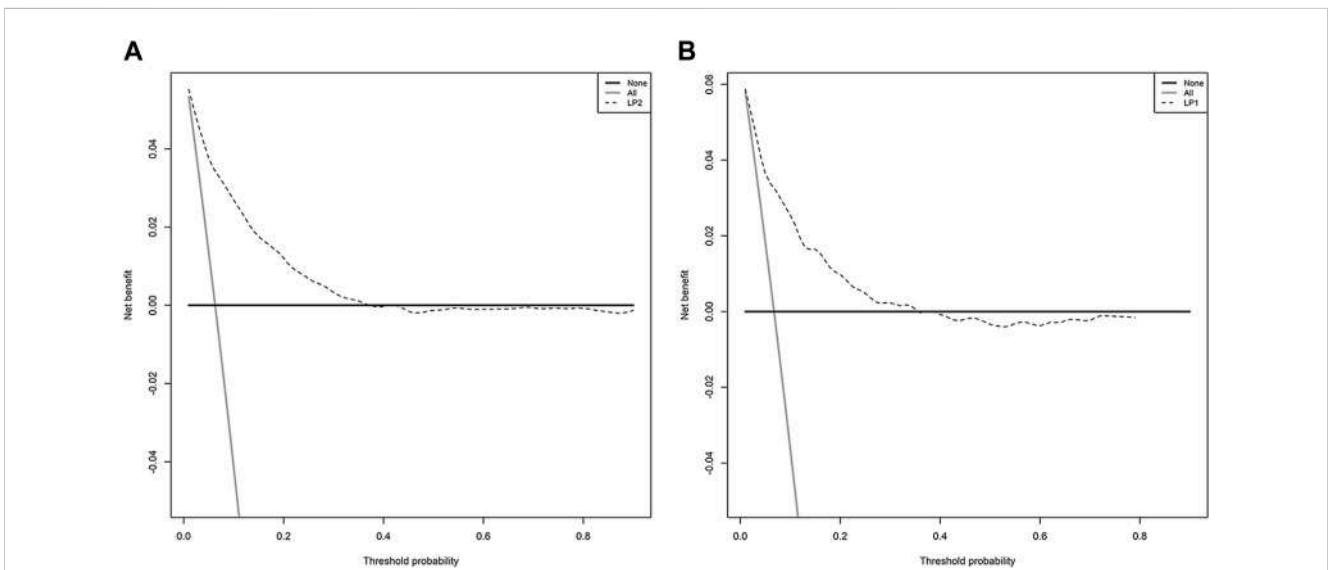 A
None
All
LP2
0.04
0.02
0.00
-0.02
-0.04
Net benefit
0.0 0.2 0.4 0.6 0.8
Threshold probability
B
None
All
LP1
0.06
0.04
0.02
0.00
-0.02
-0.04
Net benefit
0.0 0.2 0.4 0.6 0.8
Threshold probability